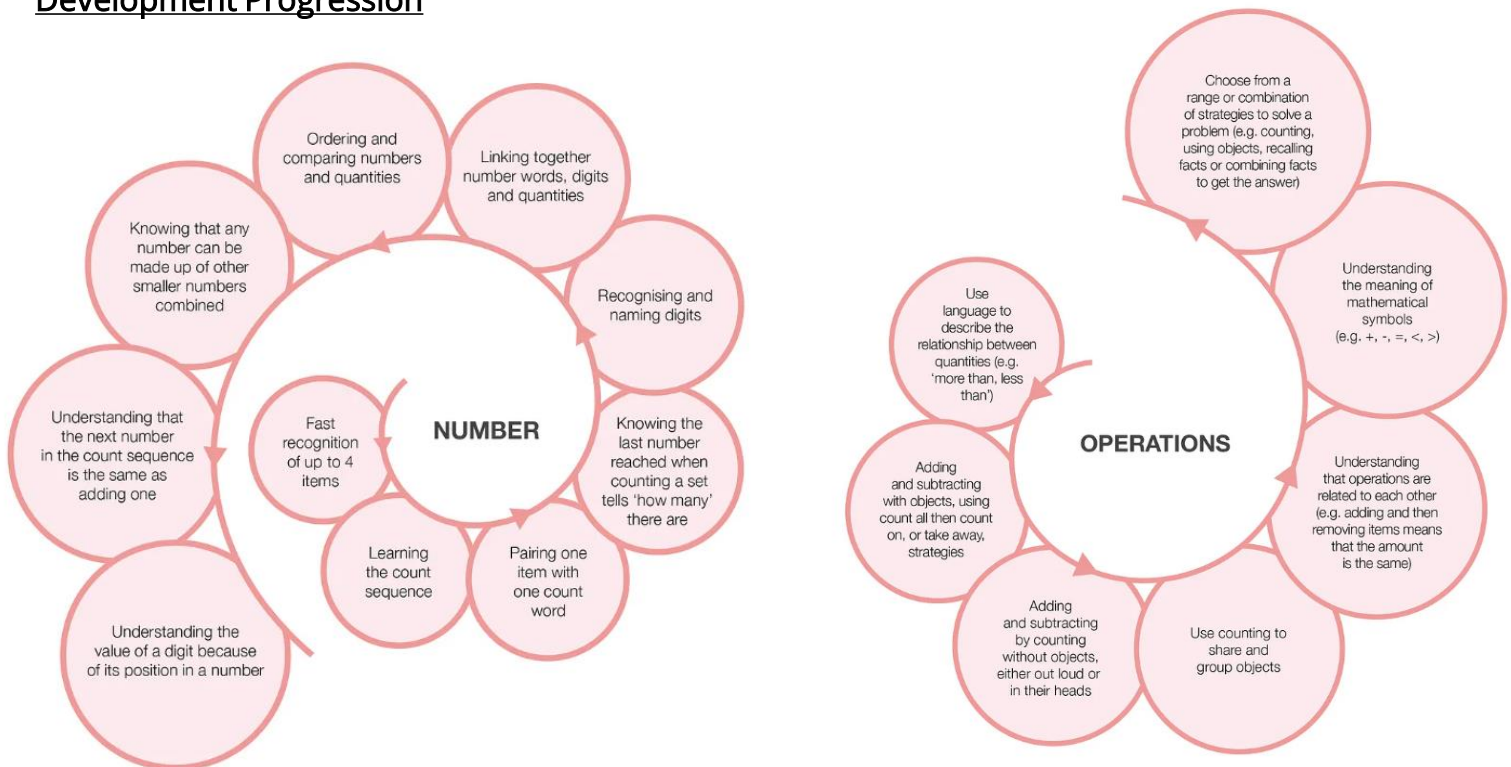 Development Progression
Fast
recognition
of up to 4
items
Learning
the count
sequence
Pairing one
item with
one count
word
Knowing the
last number
reached when
counting a set
tells ‘how many’
there are
Recognising and
naming digits
Linking together
number words, digits
and quantities
Ordering and
comparing numbers
and quantities
Knowing that any
number can be
made up of other
smaller numbers
combined
Understanding that
the next number
in the count sequence
is the same as
adding one
Understanding the
value of a digit because
of its position in a number
NUMBER
Use
language to
describe the
relationship between
quantities (e.g.
‘more than, less
than’)
Adding
and subtracting
with objects, using
count all then count
on, or take away,
strategies
Adding
and subtracting
by counting
without objects,
either out loud or
in their heads
Use counting to
share and
group objects
Understanding
that operations are
related to each other
(e.g. adding and then
removing items means
that the amount
is the same)
Understanding
the meaning of
mathematical
symbols
(e.g. +, -, =, <, >)
Choose from a
range or combination
of strategies to solve a
problem (e.g. counting,
using objects, recalling
facts or combining facts
to get the answer)
OPERATIONS